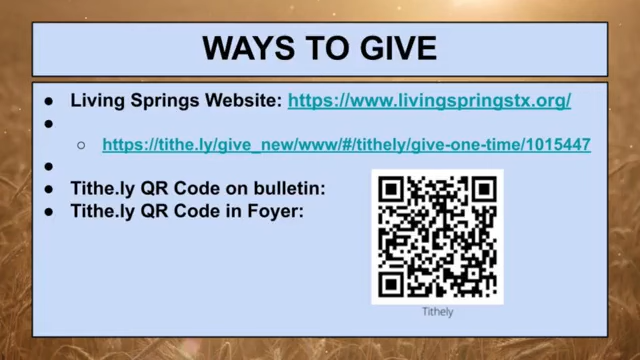 WAYS TO GIVE
● Living Springs Website: https://www.livingspringstx.org/
●
○ https://tithe.ly/give_new/www/#/tithely/give-one-time/1015447
●
● Tithe.ly QR Code on bulletin:
● Tithe.ly QR Code in Foyer:
Tithely